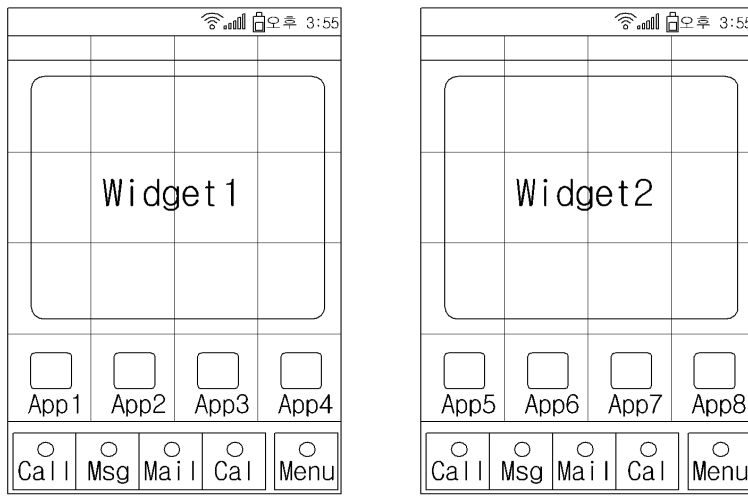 오후 3:55
Widget1
App1 App2 App3 App4
Call Msg Mail Cal Menu
오후 3:55
Widget2
App5 App6 App7 App8
Call Msg Mail Cal Menu